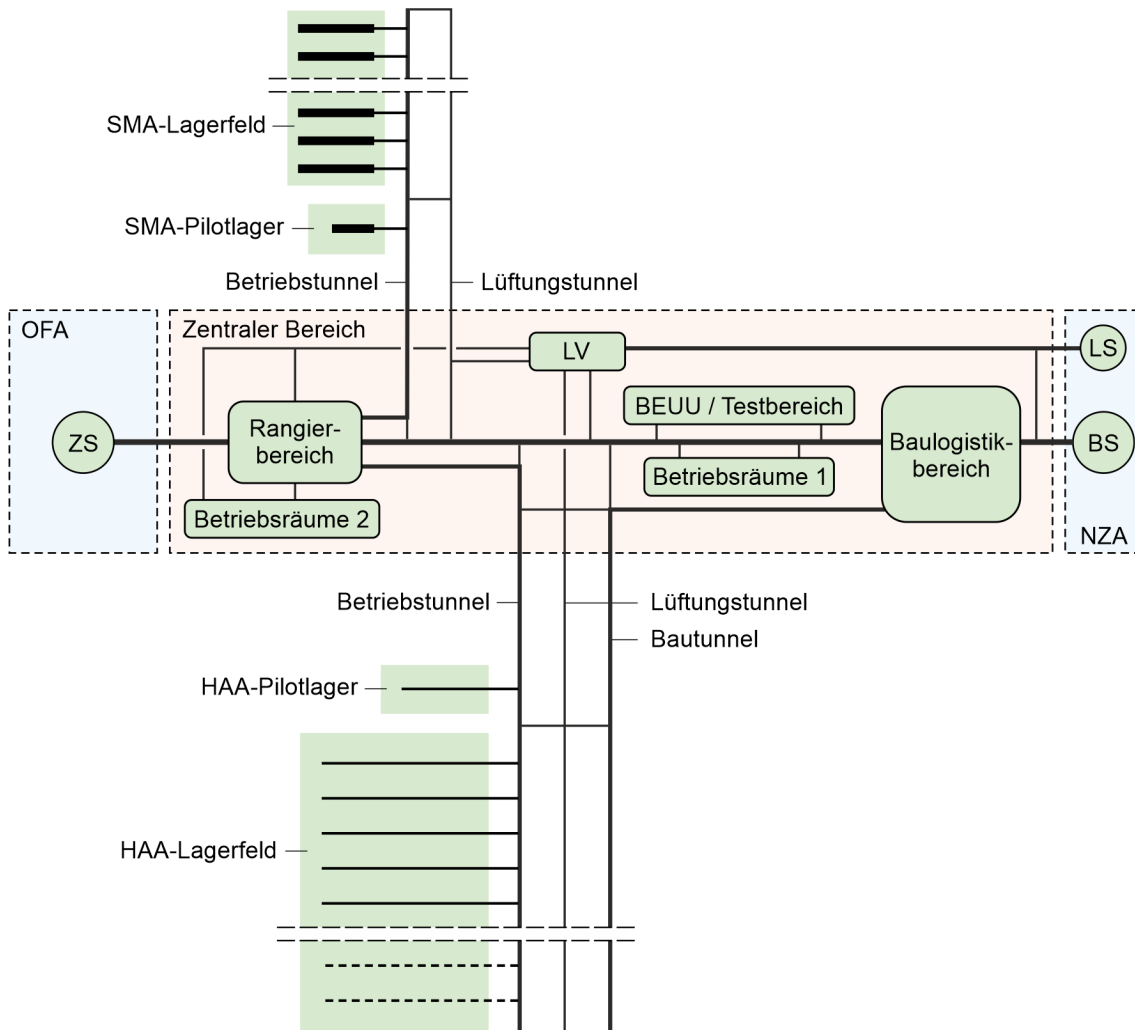 SMA-Lagerfeld
SMA-Pilotlager
Betriebstunnel
Lüftungstunnel
OFA
Zentraler Bereich
LV
LS
BEUU / Testbereich
ZS
Rangier-
bereich
Baulogistik-
bereich
BS
Betriebsräume 1
Betriebsräume 2
NZA
Betriebstunnel
Lüftungstunnel
Bautunnel
HAA-Pilotlager
HAA-Lagerfeld